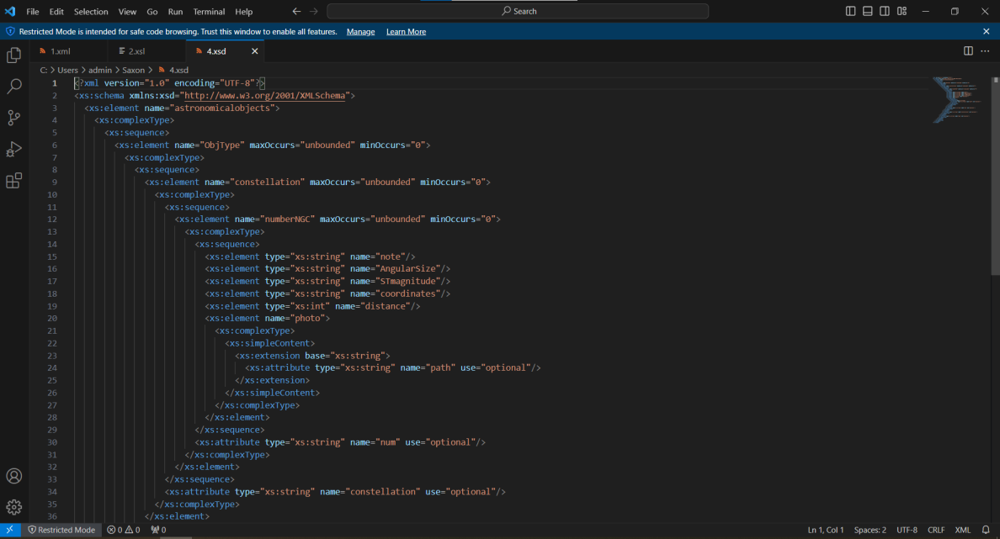 File Edit Selection View Go Run Terminal Help Search
Restricted Mode is intended for safe code browsing. Trust this window to enable all features. Manage Learn More
1.xml 2.xsl 4.xsd
C: > Users > admin > Saxon > 4.xsd
1 <?xml version="1.0" encoding="UTF-8"?>
2 <xs:schema xmlns:xsd="http://www.w3.org/2001/XMLSchema">
3 <xs:element name="astronomicalobjects">
4 <xs:complexType>
5 <xs:sequence>
6 <xs:element name="ObjType" maxOccurs="unbounded" minOccurs="0">
7 <xs:complexType>
8 <xs:sequence>
9 <xs:element name="constellation" maxOccurs="unbounded" minOccurs="0">
10 <xs:complexType>
11 <xs:sequence>
12 <xs:element name="numberNGC" maxOccurs="unbounded" minOccurs="0">
13 <xs:complexType>
14 <xs:sequence>
15 <xs:element type="xs:string" name="note"/>
16 <xs:element type="xs:string" name="AngularSize"/>
17 <xs:element type="xs:string" name="STmagnitude"/>
18 <xs:element type="xs:string" name="coordinates"/>
19 <xs:element type="xs:int" name="distance"/>
20 <xs:element name="photo">
21 <xs:complexType>
22 <xs:simpleContent>
23 <xs:extension base="xs:string">
24 <xs:attribute type="xs:string" name="path" use="optional"/>
25 </xs:extension>
26 </xs:simpleContent>
27 </xs:complexType>
28 </xs:element>
29 </xs:sequence>
30 <xs:attribute type="xs:string" name="num" use="optional"/>
31 </xs:complexType>
32 </xs:element>
33 </xs:sequence>
34 <xs:attribute type="xs:string" name="constellation" use="optional"/>
35 </xs:complexType>
36 </xs:element>
Restricted Mode 0 0 0 Ln 1, Col 1 Spaces: 2 UTF-8 CRLF XML